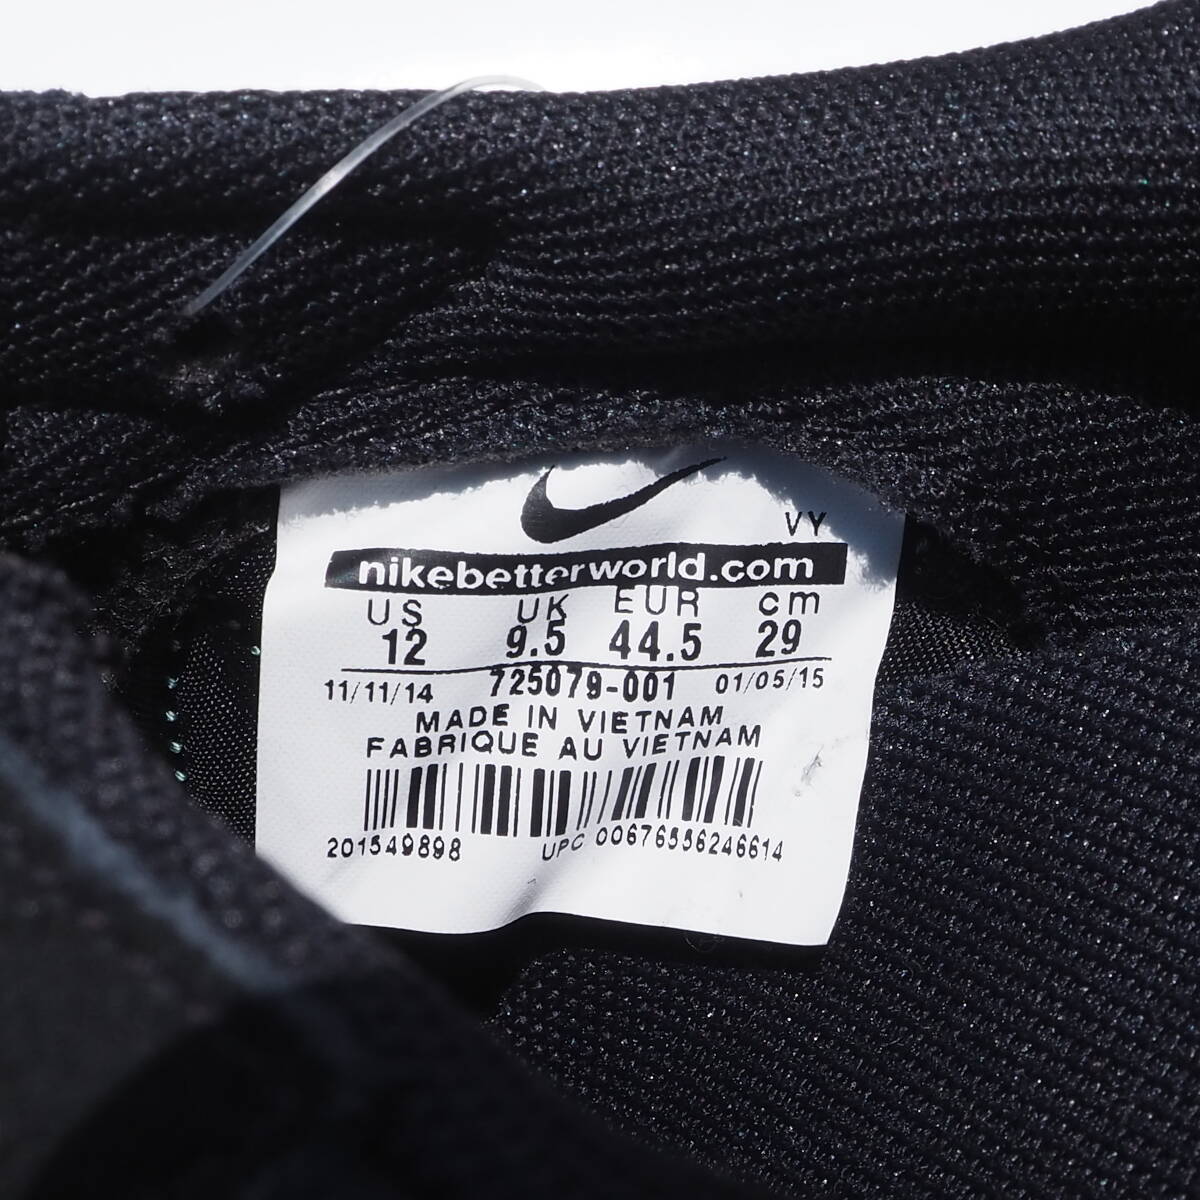 VY
nikebetterworld.com
US UK EUR cm
12 9.5 44.5 29
11/11/14 725079-001 01/05/15
MADE IN VIETNAM
FABRIQUE AU VIETNAM
201549898 UPC 00676556246614